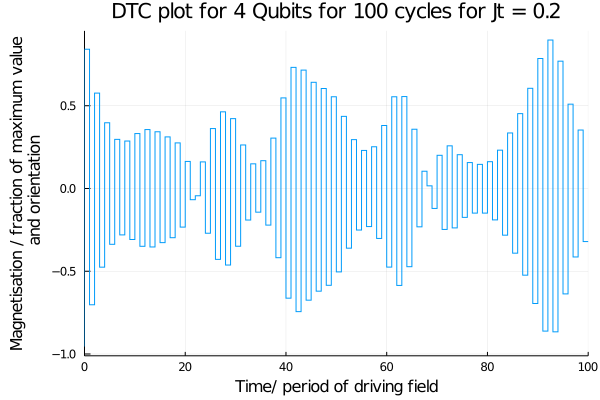 DTC plot for 4 Qubits for 100 cycles for Jt = 0.2
Magnetisation / fraction of maximum value
and orientation
0.5
0.0
−0.5
−1.0
0 20 40 60 80 100
Time/ period of driving field